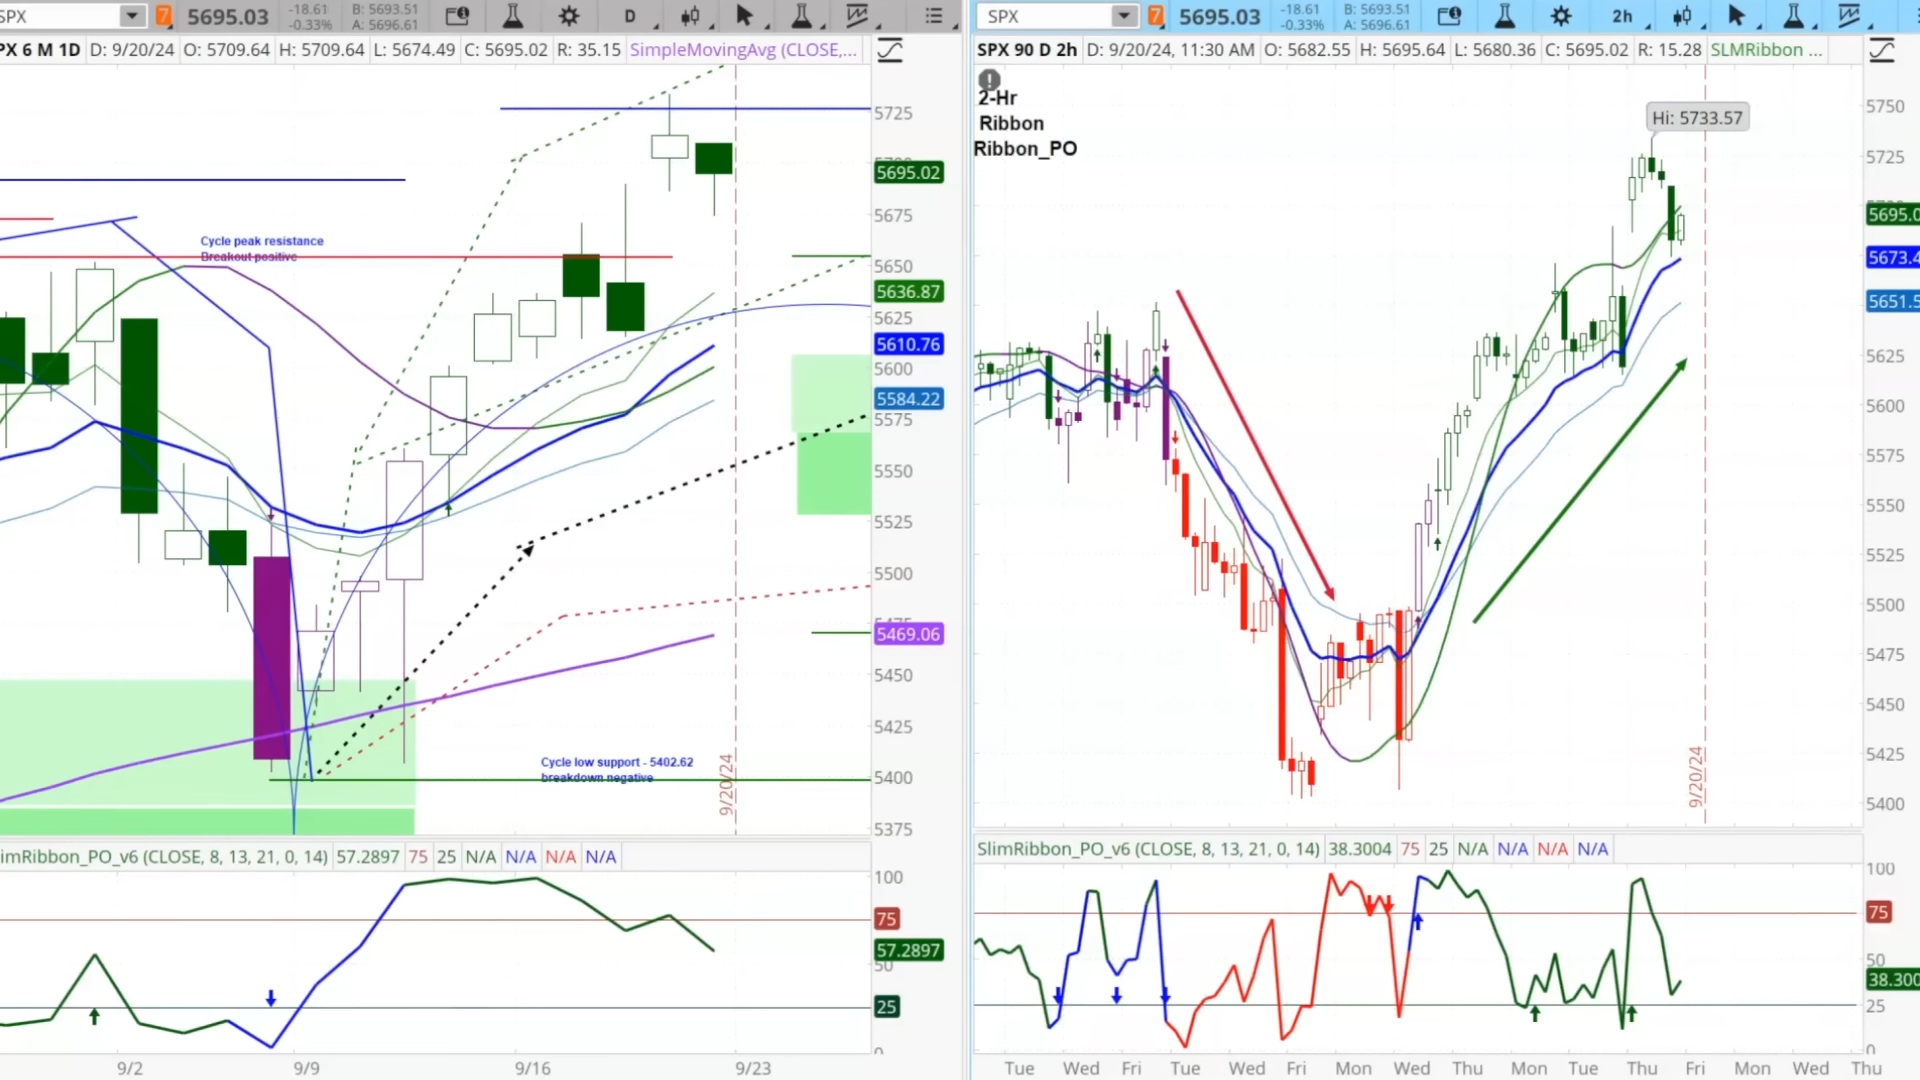 SPX 7 5695.03 -18.61 -0.33% B: 5693.51 A: 5696.61 D
PX 6 M 1D D: 9/20/24 O: 5709.64 H: 5709.64 L: 5674.49 C: 5695.02 R: 35.15 SimpleMovingAvg (CLOSE,...
Cycle peak resistance
Breakout positive
Cycle low support - 5402.62
breakdown negative
9/20/24
5725
5695.02
5675
5650
5636.87
5625
5610.76
5600
5584.22
5575
5550
5525
5500
5469.06
5450
5425
5400
5375
imRibbon_PO_v6 (CLOSE, 8, 13, 21, 0, 14) 57.2897 75 25 N/A N/A N/A N/A
100
75
57.2897
50
25
0
9/2 9/9 9/16 9/23
SPX 7 5695.03 -18.61 -0.33% B: 5693.51 A: 5696.61 2h
SPX 90 D 2h D: 9/20/24, 11:30 AM O: 5682.55 H: 5695.64 L: 5680.36 C: 5695.02 R: 15.28 SLMRibbon ...
2-Hr
Ribbon
Ribbon_PO
Hi: 5733.57
9/20/24
5750
5725
5695.0
5673.4
5651.5
5625
5600
5575
5550
5525
5500
5475
5450
5425
5400
SlimRibbon_PO_v6 (CLOSE, 8, 13, 21, 0, 14) 38.3004 75 25 N/A N/A N/A N/A
100
75
50
38.300
25
0
Tue Wed Fri Tue Wed Fri Mon Wed Thu Mon Tue Thu Fri Mon Wed Thu